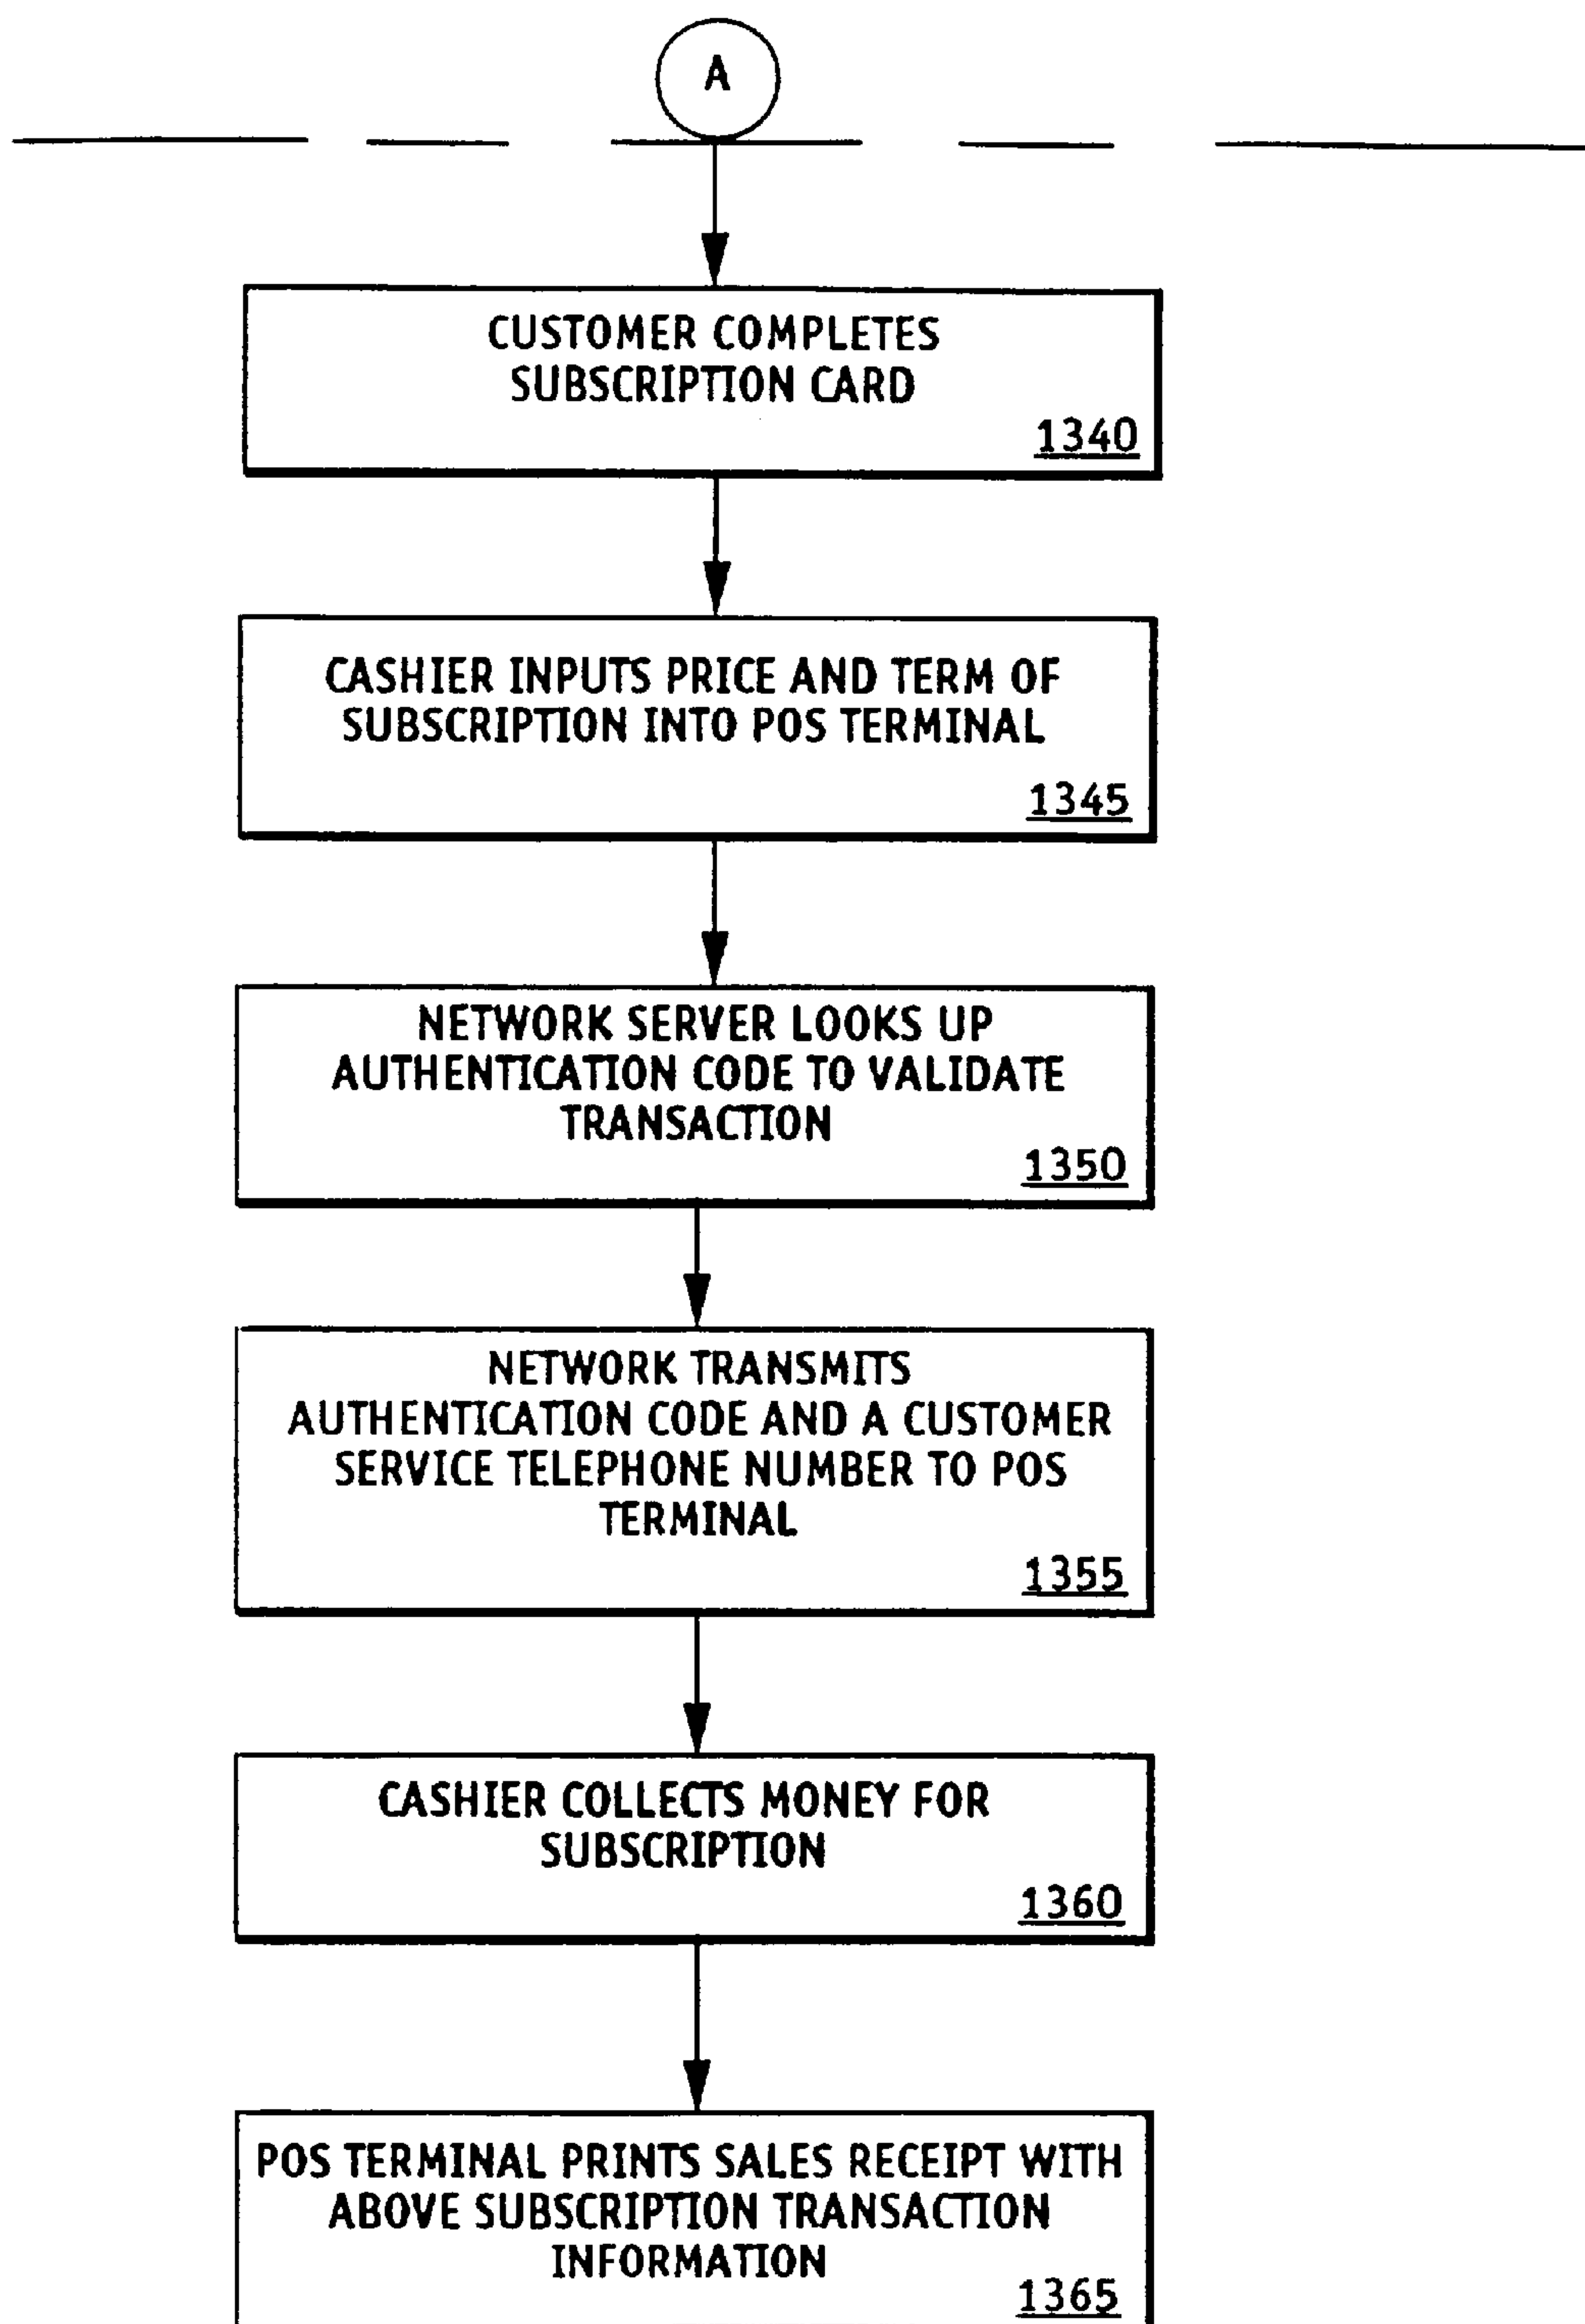 A
CUSTOMER COMPLETES
SUBSCRIPTION CARD
1340
CASHIER INPUTS PRICE AND TERM OF
SUBSCRIPTION INTO POS TERMINAL
1345
NETWORK SERVER LOOKS UP
AUTHENTICATION CODE TO VALIDATE
TRANSACTION
1350
NETWORK TRANSMITS
AUTHENTICATION CODE AND A CUSTOMER
SERVICE TELEPHONE NUMBER TO POS
TERMINAL
1355
CASHIER COLLECTS MONEY FOR
SUBSCRIPTION
1360
POS TERMINAL PRINTS SALES RECEIPT WITH
ABOVE SUBSCRIPTION TRANSACTION
INFORMATION
1365